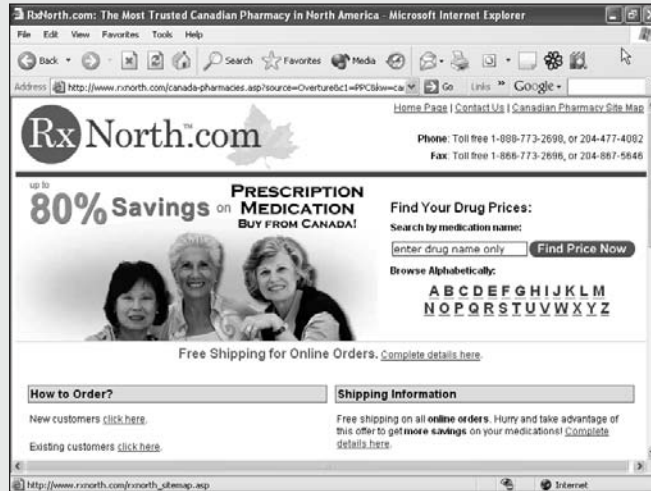 RxNorth.com: The Most Trusted Canadian Pharmacy in North America - Microsoft Internet Explorer
File Edit View Favorites Tools Help
Back Search Favorites Media
Address http://www.rxnorth.com/canada-pharmacies.asp?source=Overture&c1=PPC&kw=car Go Links » Google
Home Page | Contact Us | Canadian Pharmacy Site Map
RxNorth.com™
Phone: Toll free 1-888-773-2698, or 204-477-4082
Fax: Toll free 1-866-773-2696, or 204-867-5646
up to
80% Savings on PRESCRIPTION MEDICATION
BUY FROM CANADA!
Find Your Drug Prices:
Search by medication name:
enter drug name only Find Price Now
Browse Alphabetically:
A B C D E F G H I J K L M
N O P Q R S T U V W X Y Z
Free Shipping for Online Orders. Complete details here.
How to Order?
New customers click here.
Existing customers click here.
Shipping Information
Free shipping on all online orders. Hurry and take advantage of
this offer to get more savings on your medications! Complete
details here.
http://www.rxnorth.com/rxnorth_sitemap.asp Internet